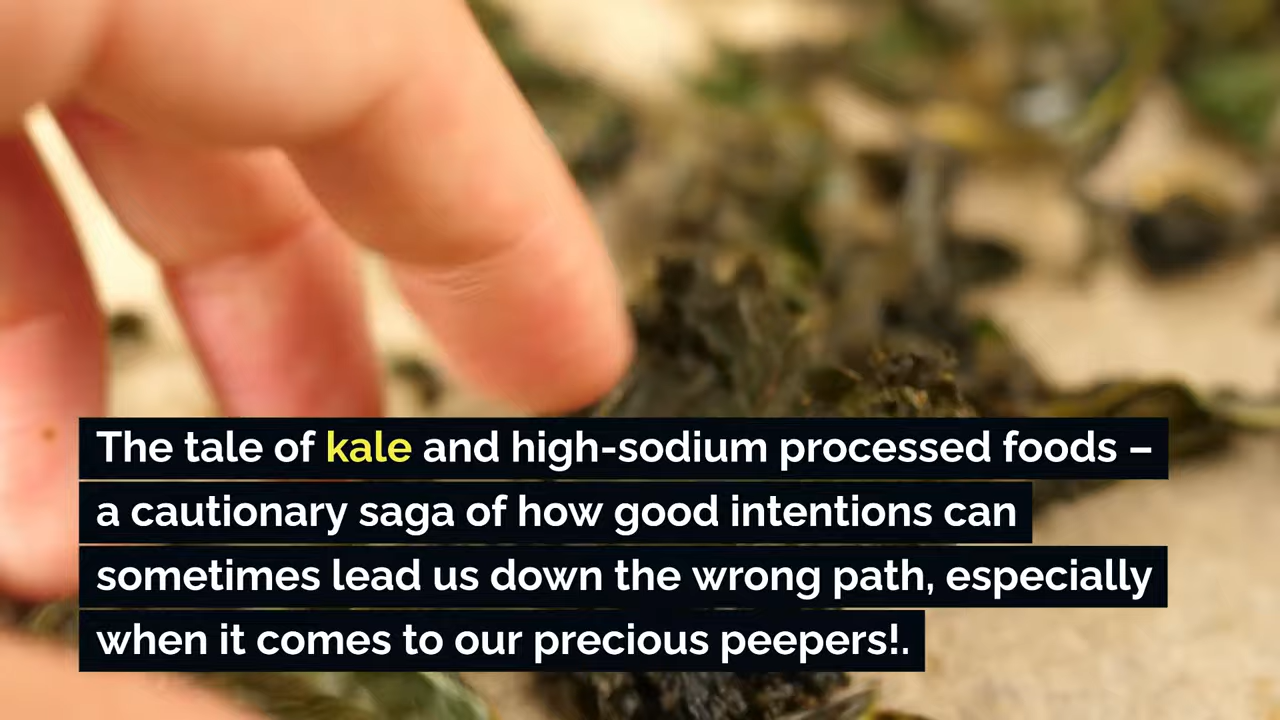 The tale of kale and high-sodium processed foods –
a cautionary saga of how good intentions can
sometimes lead us down the wrong path, especially
when it comes to our precious peepers!.